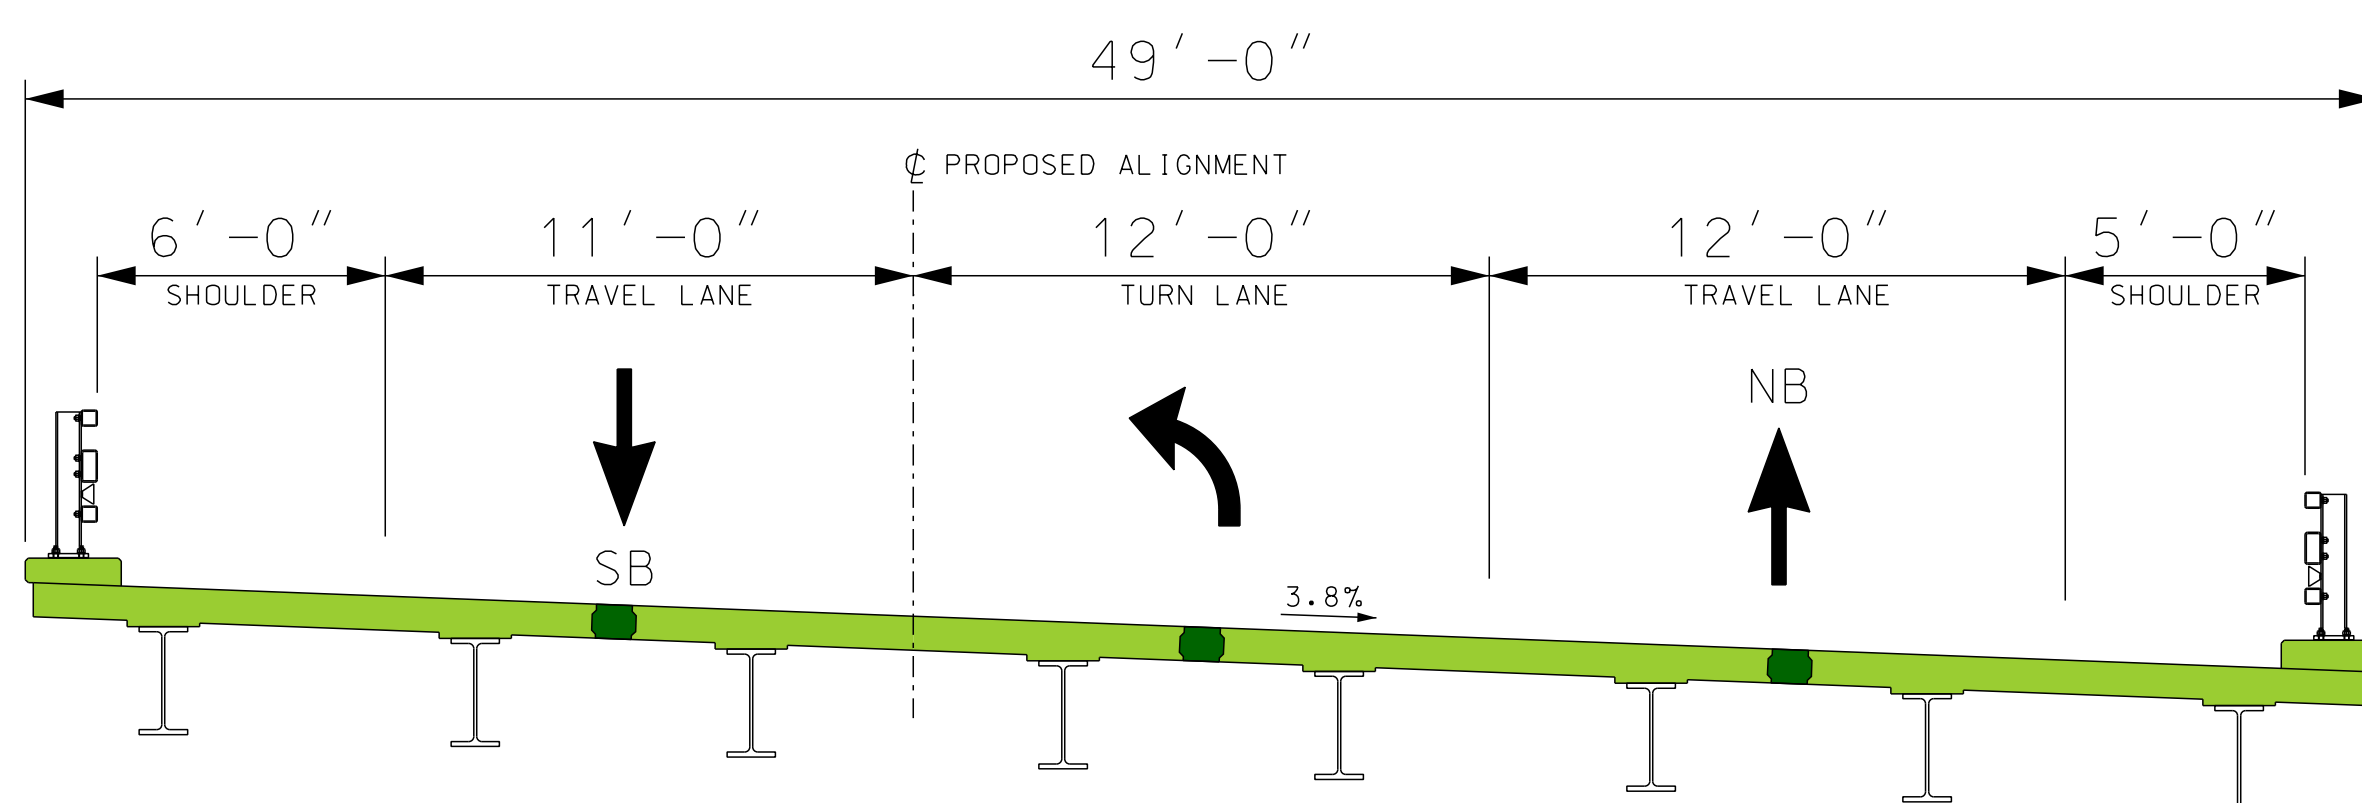 49'-0"
℄ PROPOSED ALIGNMENT
6'-0" 11'-0" 12'-0" 12'-0" 5'-0"
SHOULDER TRAVEL LANE TURN LANE TRAVEL LANE SHOULDER
NB
SB
3.8%